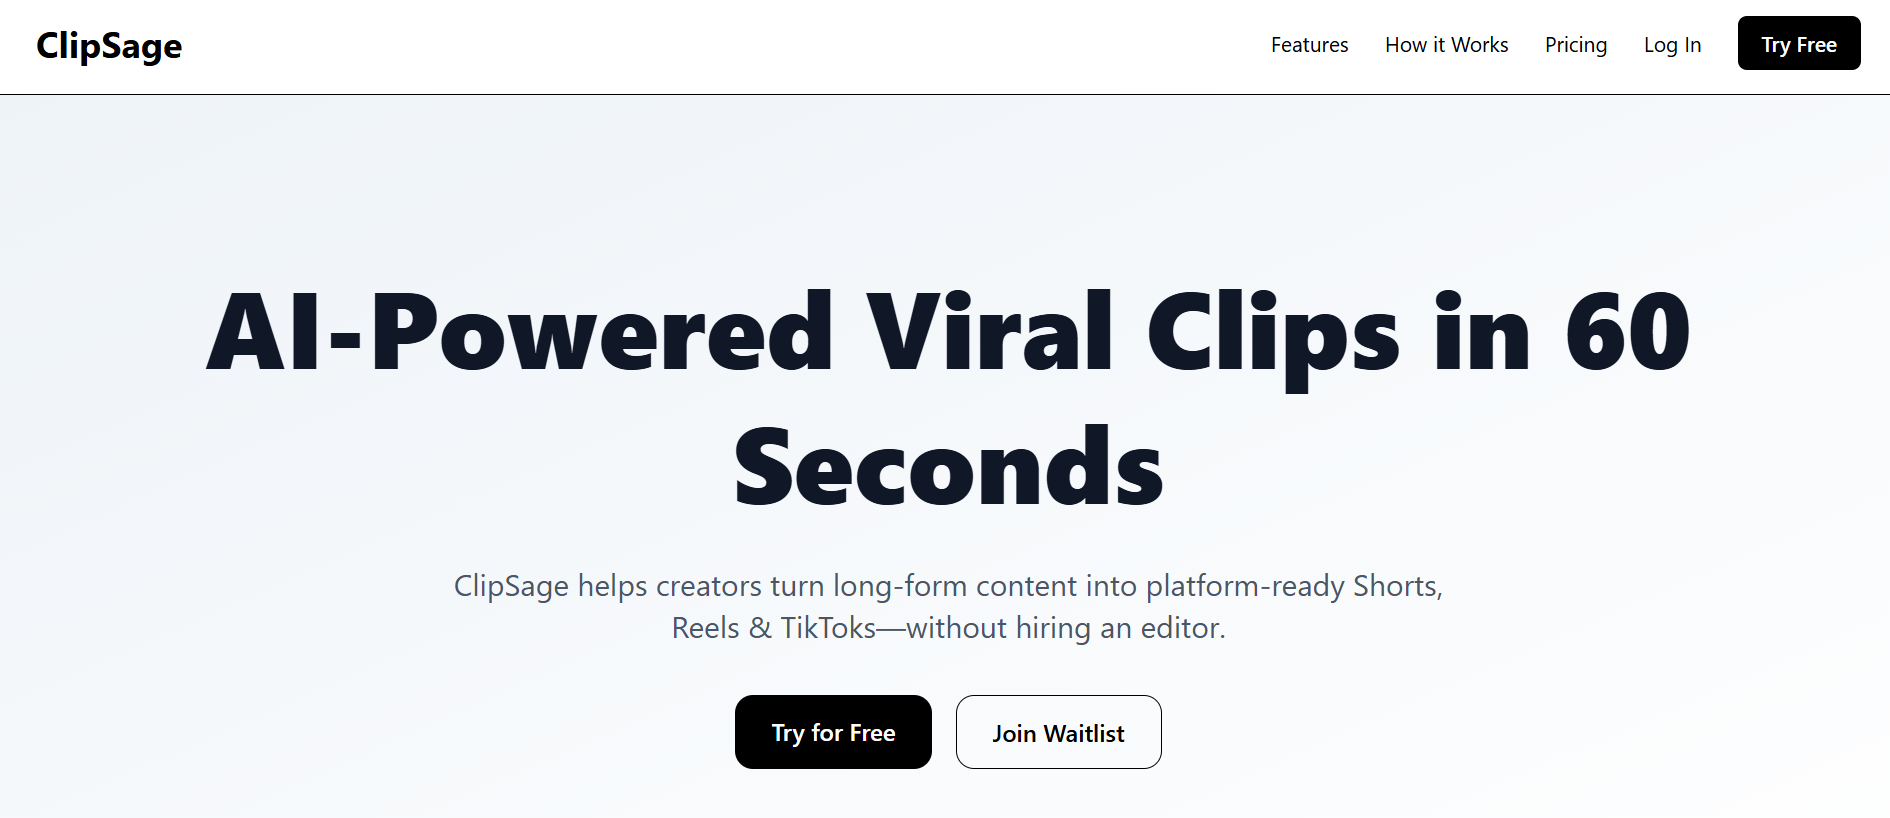 ClipSage
Features
How it Works
Pricing
Log In
Try Free
AI-Powered Viral Clips in 60
Seconds
ClipSage helps creators turn long-form content into platform-ready Shorts,
Reels & TikToks—without hiring an editor.
Try for Free
Join Waitlist